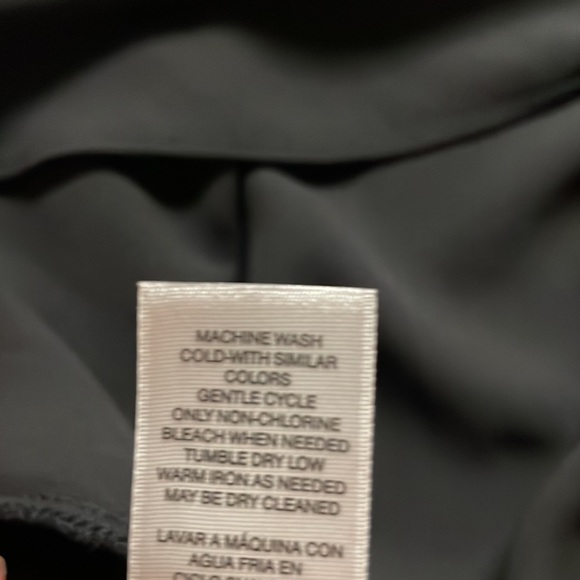 MACHINE WASH
COLD-WITH SIMILAR
COLORS
GENTLE CYCLE
ONLY NON-CHLORINE
BLEACH WHEN NEEDED
TUMBLE DRY LOW
WARM IRON AS NEEDED
MAY BE DRY CLEANED
LAVAR A MÁQUINA CON
AGUA FRIA EN
CICLO